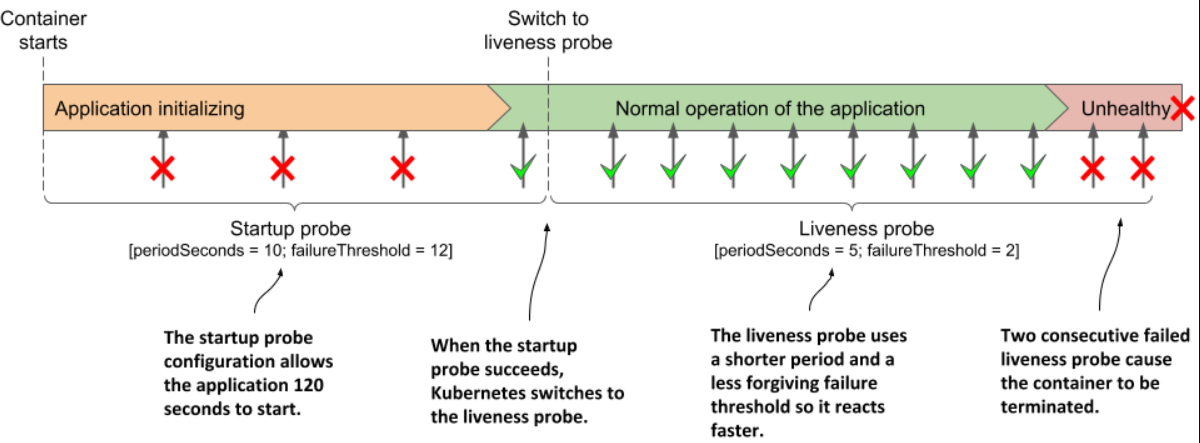 Container
starts
Switch to
liveness probe
Application initializing
Normal operation of the application
Unhealthy
Startup probe
[periodSeconds = 10; failureThreshold = 12]
Liveness probe
[periodSeconds = 5; failureThreshold = 2]
The startup probe
configuration allows
the application 120
seconds to start.
When the startup
probe succeeds,
Kubernetes switches to
the liveness probe.
The liveness probe uses
a shorter period and a
less forgiving failure
threshold so it reacts
faster.
Two consecutive failed
liveness probe cause
the container to be
terminated.